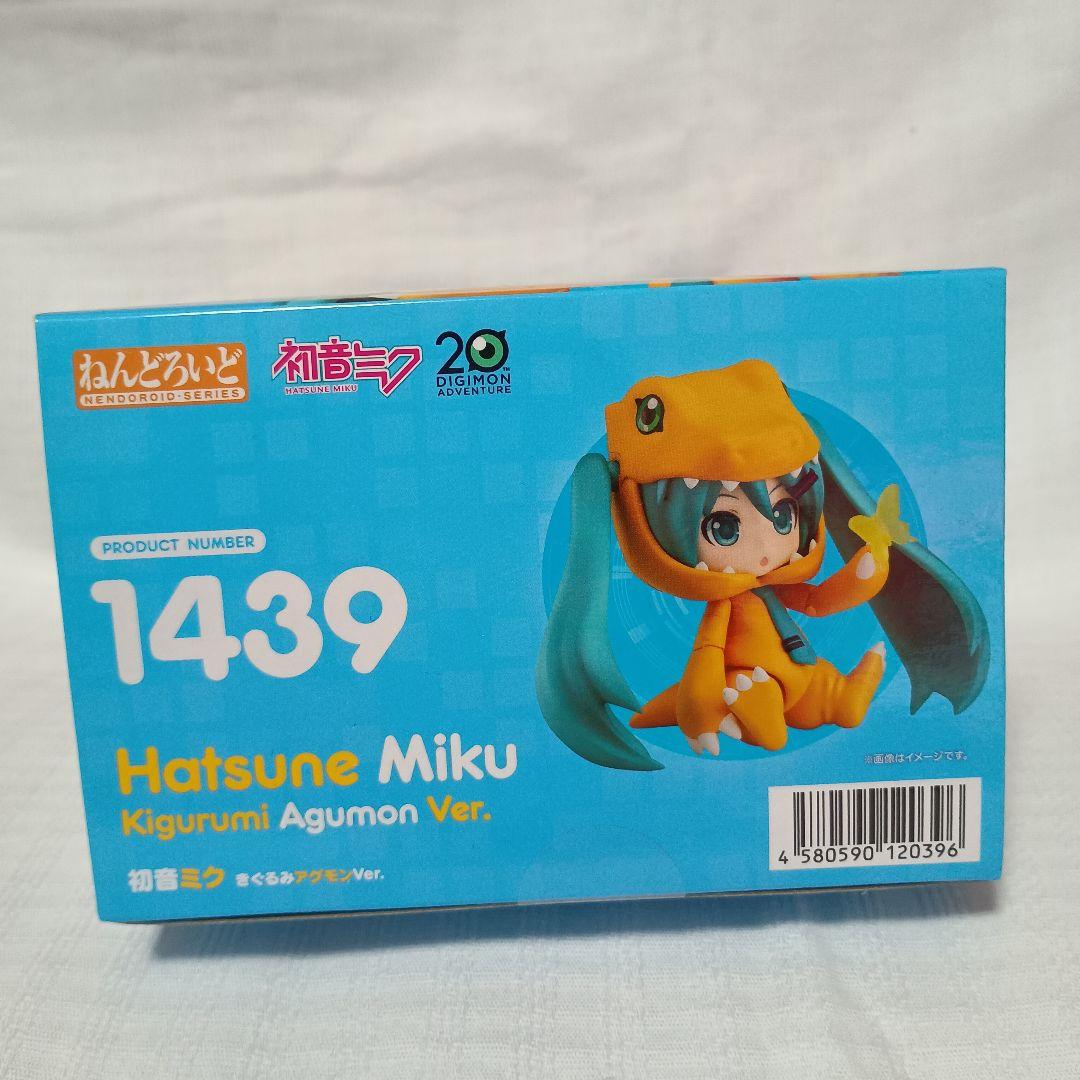 ねんどろいど
NENDOROID·SERIES
初音ミク
HATSUNE MIKU
20
DIGIMON
ADVENTURE
TM
PRODUCT NUMBER
1439
Hatsune Miku
Kigurumi Agumon Ver.
初音ミク きぐるみアグモンVer.
※画像はイメージです。
4 580590 120396